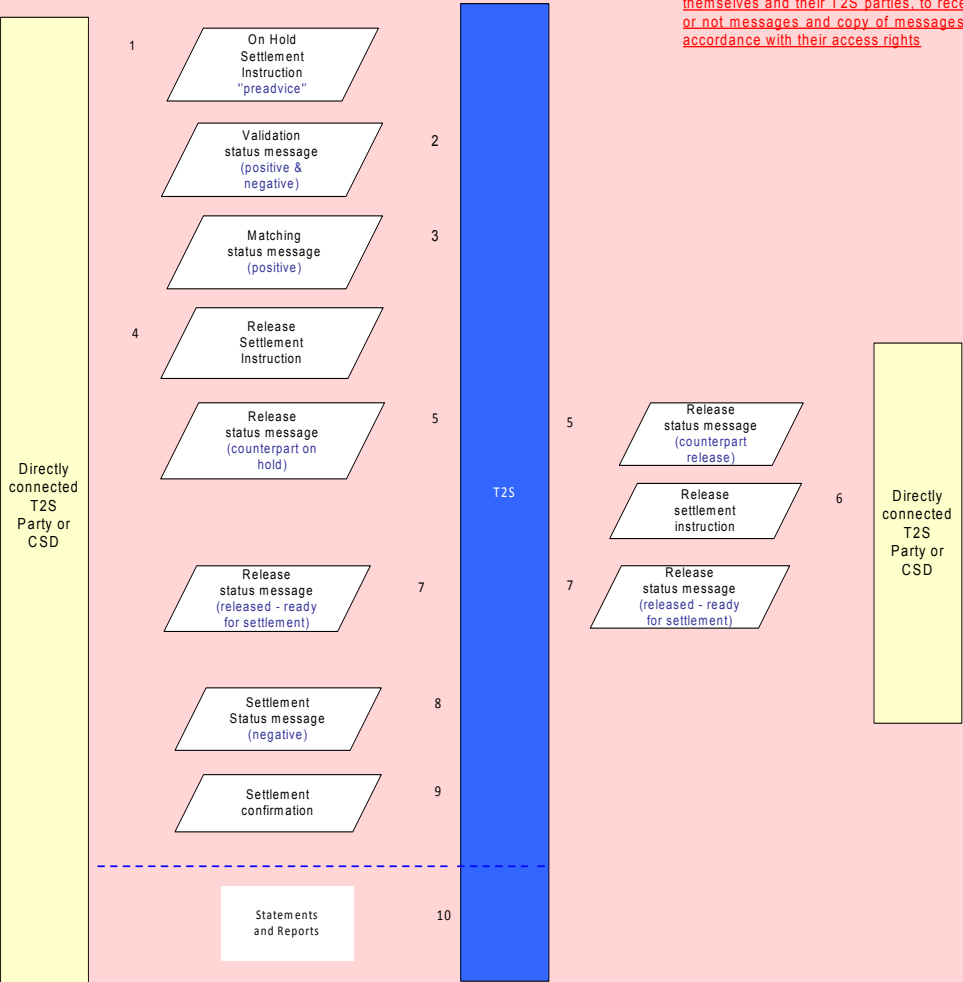 themselves and their T2S parties, to rece
or not messages and copy of messages
accordance with their access rights
1
On Hold
Settlement
Instruction
"preadvice"
Validation
status message
(positive &
negative)
2
Matching
status message
(positive)
3
4
Release
Settlement
Instruction
Release
status message
(counterpart on
hold)
5
5
Release
status message
(counterpart
release)
Directly
connected
T2S
Party or
CSD
T2S
Release
settlement
instruction
6
Directly
connected
T2S
Party or
CSD
Release
status message
(released - ready
for settlement)
7
7
Release
status message
(released - ready
for settlement)
Settlement
Status message
(negative)
8
Settlement
confirmation
9
Statements
and Reports
10